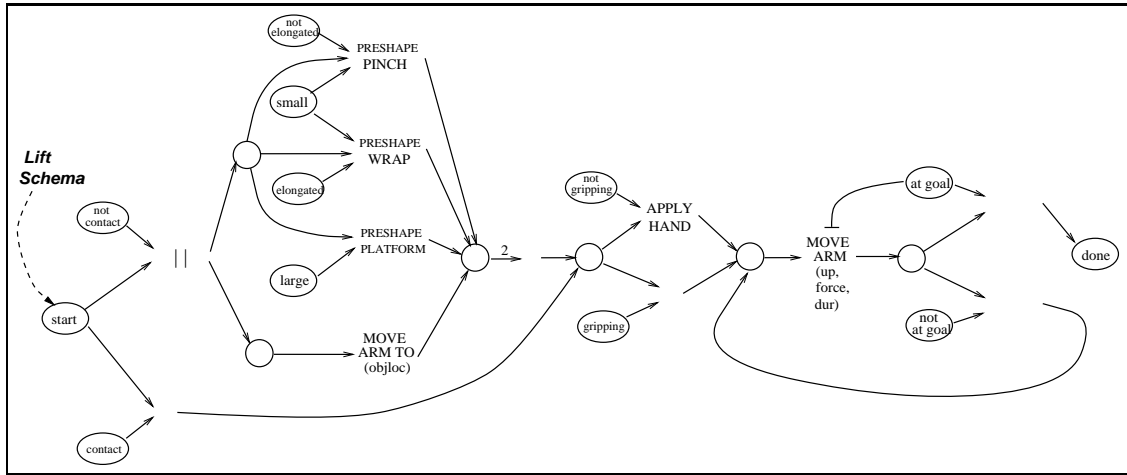 Lift
Schema
start
not
contact
contact
| |
not
elongated
small
elongated
large
PRESHAPE
PINCH
PRESHAPE
WRAP
PRESHAPE
PLATFORM
MOVE
ARM TO
(objloc)
2
not
gripping
gripping
APPLY
HAND
MOVE
ARM
(up,
force,
dur)
at goal
not
at goal
done